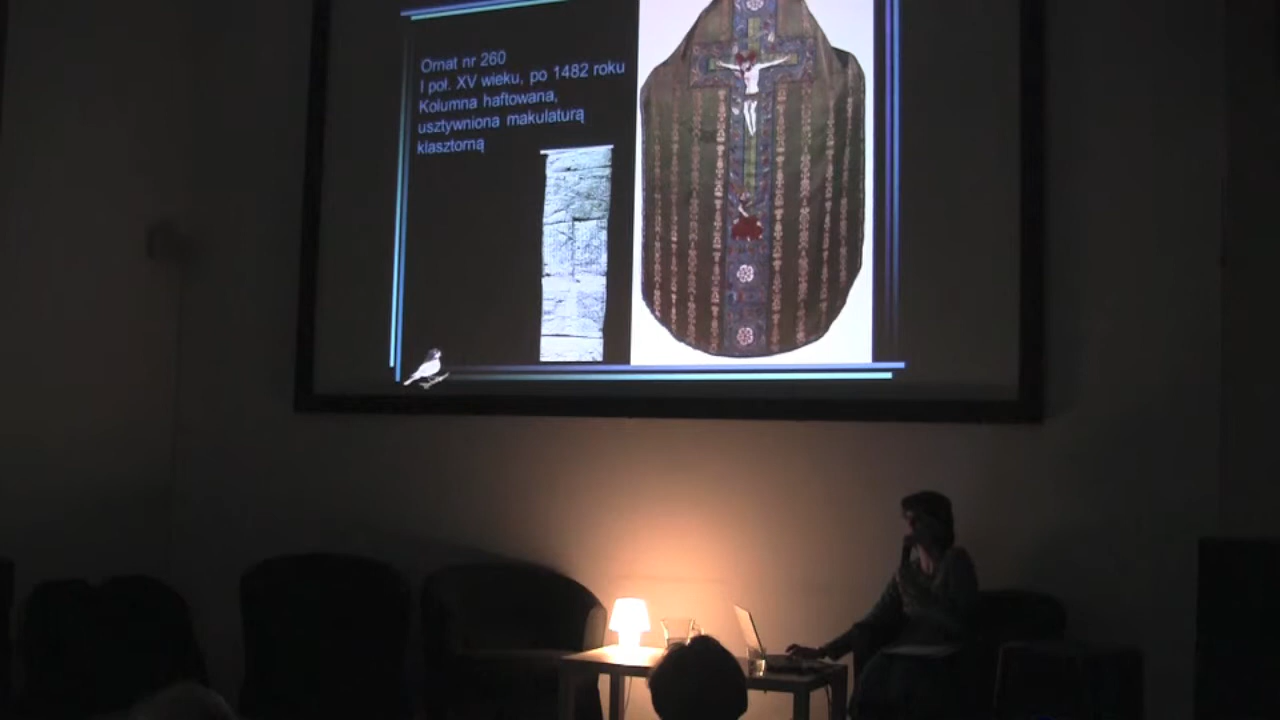 Ornat nr 260
I poł. XV wieku, po 1482 roku
Kolumna haftowana,
usztywniona makulaturą
klasztorną